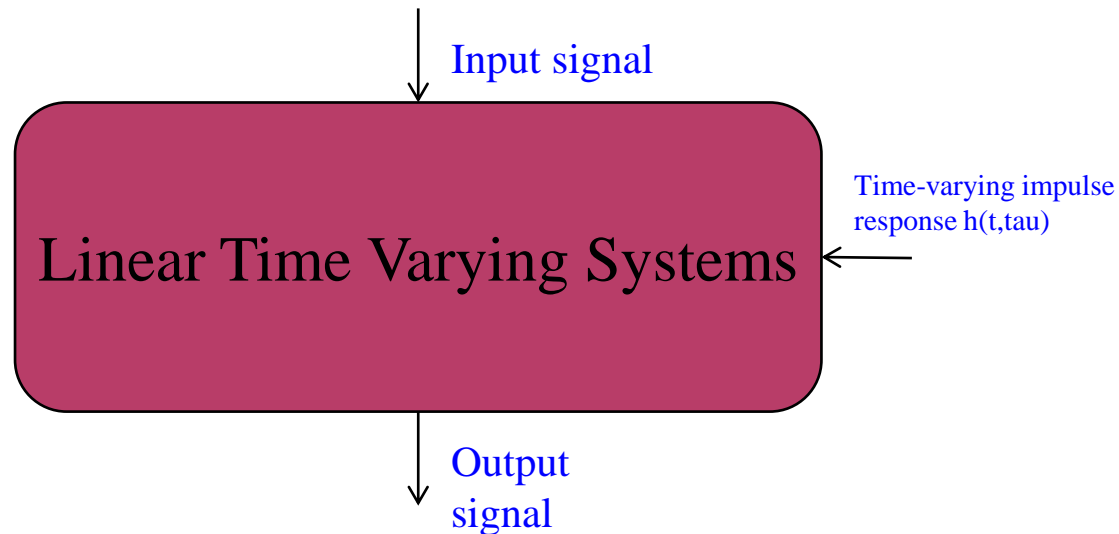 Input signal
Time-varying impulse
response h(t,tau)
Linear Time Varying Systems
Output
signal